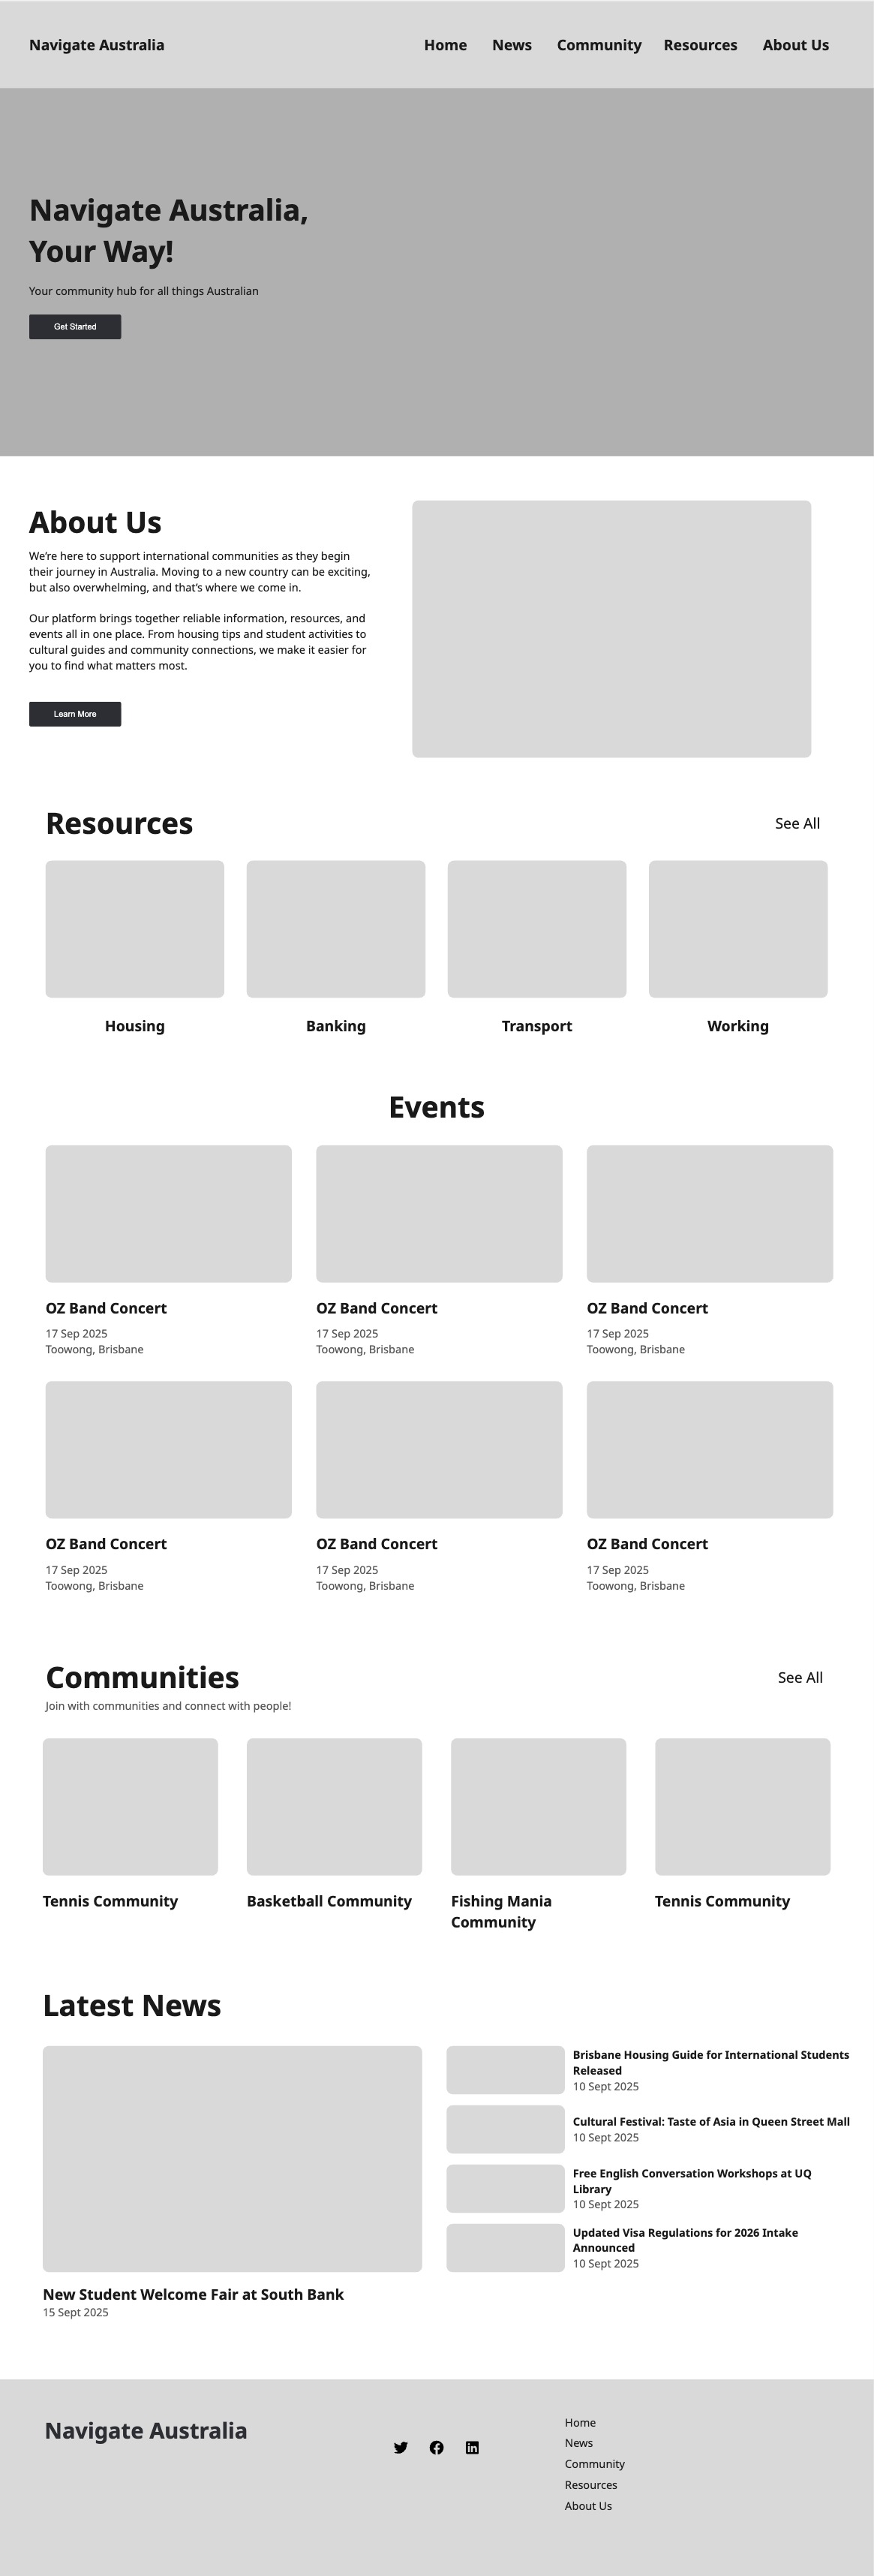 Navigate Australia
Home
News
Community
Resources
About Us
Navigate Australia,
Your Way!
Your community hub for all things Australian
Get Started
About Us
We’re here to support international communities as they begin
their journey in Australia. Moving to a new country can be exciting,
but also overwhelming, and that’s where we come in.
Our platform brings together reliable information, resources, and
events all in one place. From housing tips and student activities to
cultural guides and community connections, we make it easier for
you to find what matters most.
Learn More
Resources
See All
Housing
Banking
Transport
Working
Events
OZ Band Concert
17 Sep 2025
Toowong, Brisbane
OZ Band Concert
17 Sep 2025
Toowong, Brisbane
OZ Band Concert
17 Sep 2025
Toowong, Brisbane
OZ Band Concert
17 Sep 2025
Toowong, Brisbane
OZ Band Concert
17 Sep 2025
Toowong, Brisbane
OZ Band Concert
17 Sep 2025
Toowong, Brisbane
Communities
See All
Join with communities and connect with people!
Tennis Community
Basketball Community
Fishing Mania
Community
Tennis Community
Latest News
New Student Welcome Fair at South Bank
15 Sept 2025
Brisbane Housing Guide for International Students
Released
10 Sept 2025
Cultural Festival: Taste of Asia in Queen Street Mall
10 Sept 2025
Free English Conversation Workshops at UQ
Library
10 Sept 2025
Updated Visa Regulations for 2026 Intake
Announced
10 Sept 2025
Navigate Australia
Home
News
Community
Resources
About Us